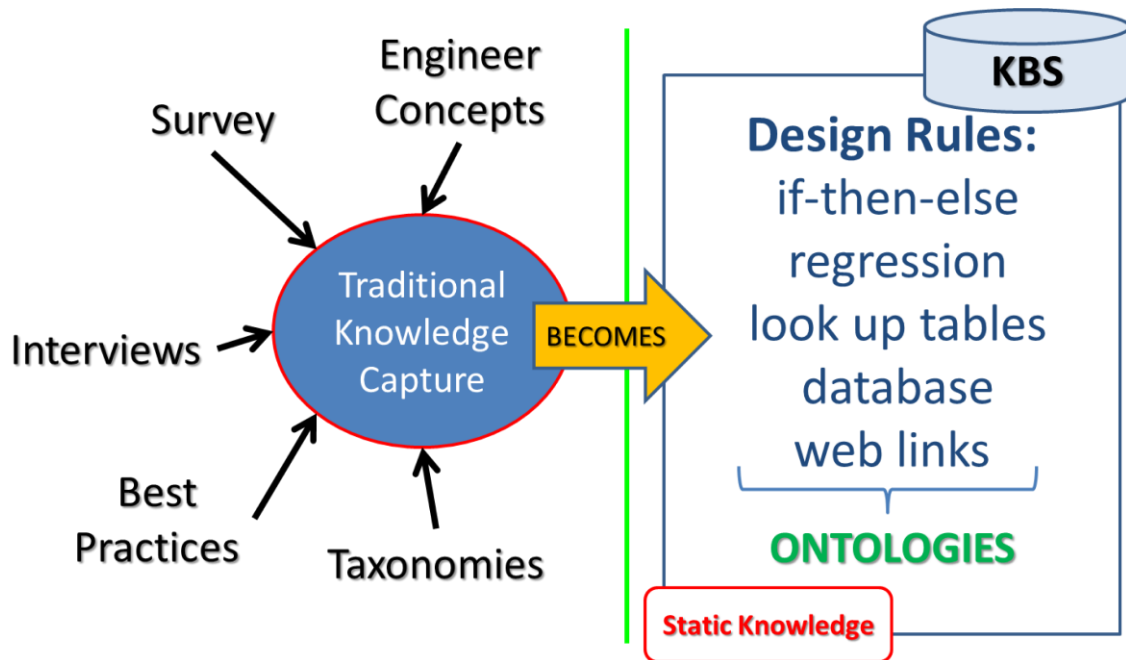 Engineer
Concepts
Survey
Interviews
Best
Practices
Taxonomies
Traditional
Knowledge
Capture
BECOMES
KBS
Design Rules:
if-then-else
regression
look up tables
database
web links
ONTOLOGIES
Static Knowledge